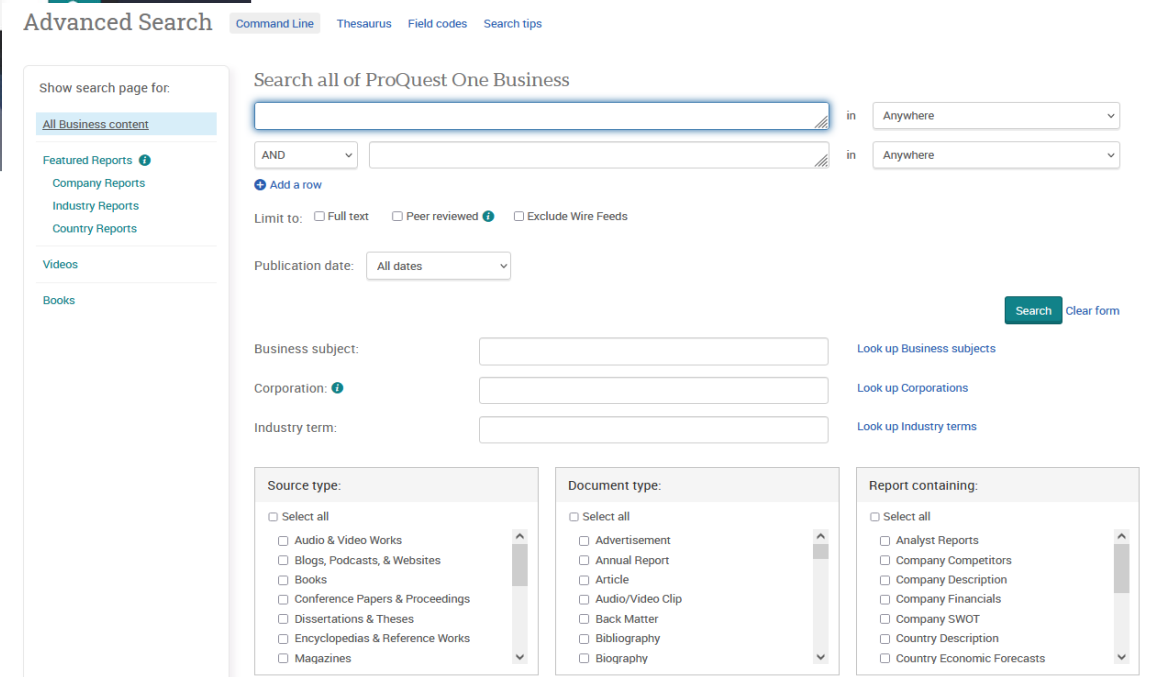 Advanced Search Command Line Thesaurus Field codes Search tips
Show search page for:
All Business content
Featured Reports i
Company Reports
Industry Reports
Country Reports
Videos
Books
Search all of ProQuest One Business
in Anywhere
AND in Anywhere
Add a row
Limit to: Full text Peer reviewed i Exclude Wire Feeds
Publication date: All dates
Search Clear form
Business subject: Look up Business subjects
Corporation: i Look up Corporations
Industry term: Look up Industry terms
Source type:
Select all
Audio & Video Works
Blogs, Podcasts, & Websites
Books
Conference Papers & Proceedings
Dissertations & Theses
Encyclopedias & Reference Works
Magazines
Document type:
Select all
Advertisement
Annual Report
Article
Audio/Video Clip
Back Matter
Bibliography
Biography
Report containing:
Select all
Analyst Reports
Company Competitors
Company Description
Company Financials
Company SWOT
Country Description
Country Economic Forecasts